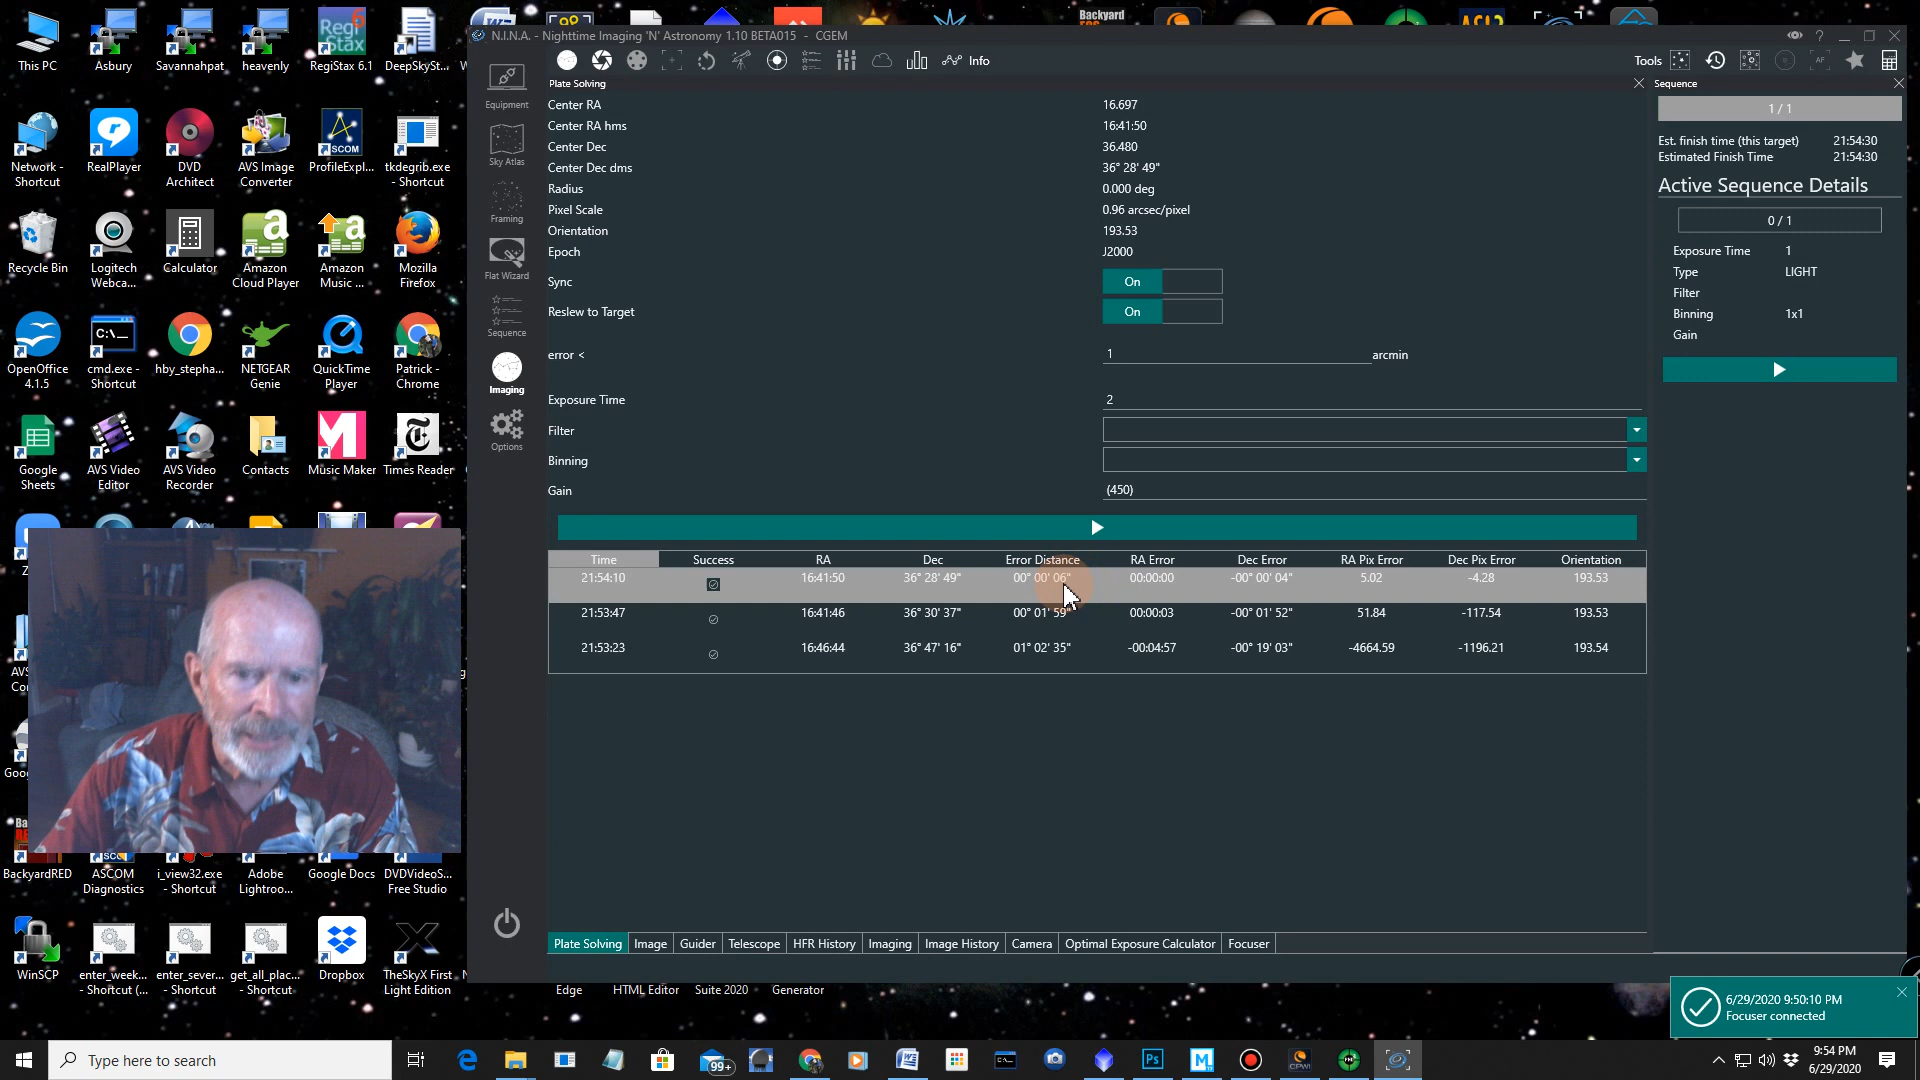 N.I.N.A. - Nighttime Imaging 'N' Astronomy 1.10 BETA015 - CGEM
Info
Tools
Plate Solving
Sequence
Equipment
Sky Atlas
Framing
Flat Wizard
Sequence
Imaging
Options
Center RA 16.697
Center RA hms 16:41:50
Center Dec 36.480
Center Dec dms 36° 28' 49"
Radius 0.000 deg
Pixel Scale 0.96 arcsec/pixel
Orientation 193.53
Epoch J2000
Sync On
Reslew to Target On
error < 1 arcmin
Exposure Time 2
Filter
Binning
Gain (450)
Time Success RA Dec Error Distance RA Error Dec Error RA Pix Error Dec Pix Error Orientation
21:54:10 16:41:50 36° 28' 49" 00° 00' 06" 00:00:00 -00° 00' 04" 5.02 -4.28 193.53
21:53:47 16:41:46 36° 30' 37" 00° 01' 59" 00:00:03 -00° 01' 52" 51.84 -117.54 193.53
21:53:23 16:46:44 36° 47' 16" 01° 02' 35" -00:04:57 -00° 19' 03" -4664.59 -1196.21 193.54
Plate Solving Image Guider Telescope HFR History Imaging Image History Camera Optimal Exposure Calculator Focuser
1 / 1
Est. finish time (this target) 21:54:30
Estimated Finish Time 21:54:30
Active Sequence Details
0 / 1
Exposure Time 1
Type LIGHT
Filter
Binning 1x1
Gain
6/29/2020 9:50:10 PM
Focuser connected
This PC
Asbury
Savannahpat
heavenly
RegiStax 6.1
DeepSkySt...
Network - Shortcut
RealPlayer
DVD Architect
AVS Image Converter
ProfileExpl...
tkdegrib.exe - Shortcut
Recycle Bin
Logitech Webca...
Calculator
Amazon Cloud Player
Amazon Music ...
Mozilla Firefox
OpenOffice 4.1.5
cmd.exe - Shortcut
hby_stepha...
NETGEAR Genie
QuickTime Player
Patrick - Chrome
Google Sheets
AVS Video Editor
AVS Video Recorder
Contacts
Music Maker
Times Reader
BackyardRED
ASCOM Diagnostics
i_view32.exe - Shortcut
Adobe Lightroo...
Google Docs
DVDVideoS... Free Studio
WinSCP
enter_week... - Shortcut (...
enter_sever... - Shortcut
get_all_plac... - Shortcut
Dropbox
TheSkyX First Light Edition
Edge
HTML Editor
Suite 2020
Generator
Backyard
Type here to search
99+
9:54 PM
6/29/2020